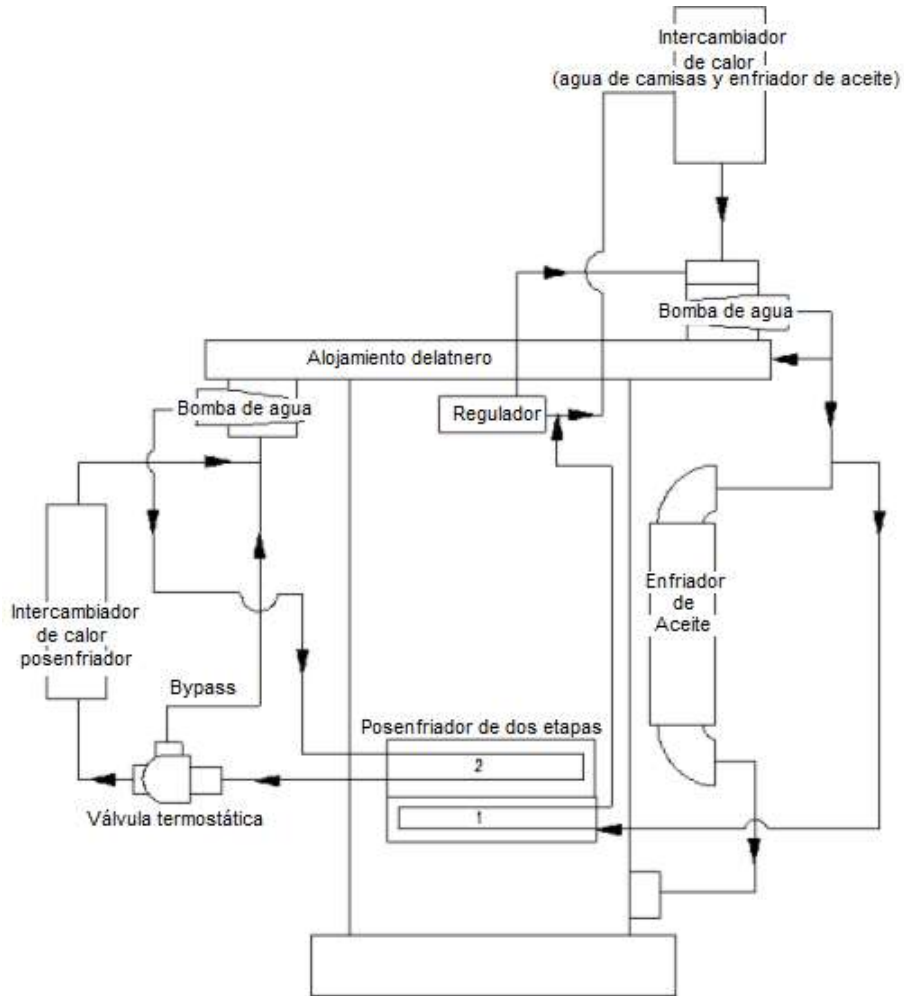 Intercambiador
de calor
(agua de camisas y enfriador de aceite)
Bomba de agua
Alojamiento delatnero
Bomba de agua
Regulador
Enfriador
de
Aceite
Intercambiador
de calor
posenfriador
Bypass
Posenfriador de dos etapas
2
1
Válvula termostática